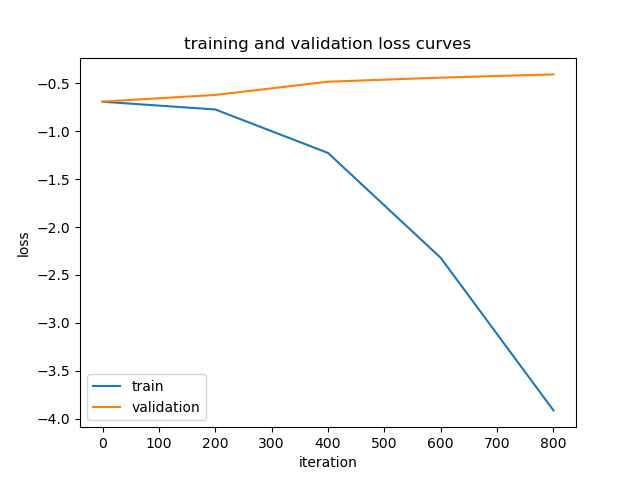 training and validation loss curves
−0.5
−1.0
−1.5
−2.0
−2.5
−3.0
−3.5
−4.0
loss
train
validation
0 100 200 300 400 500 600 700 800
iteration